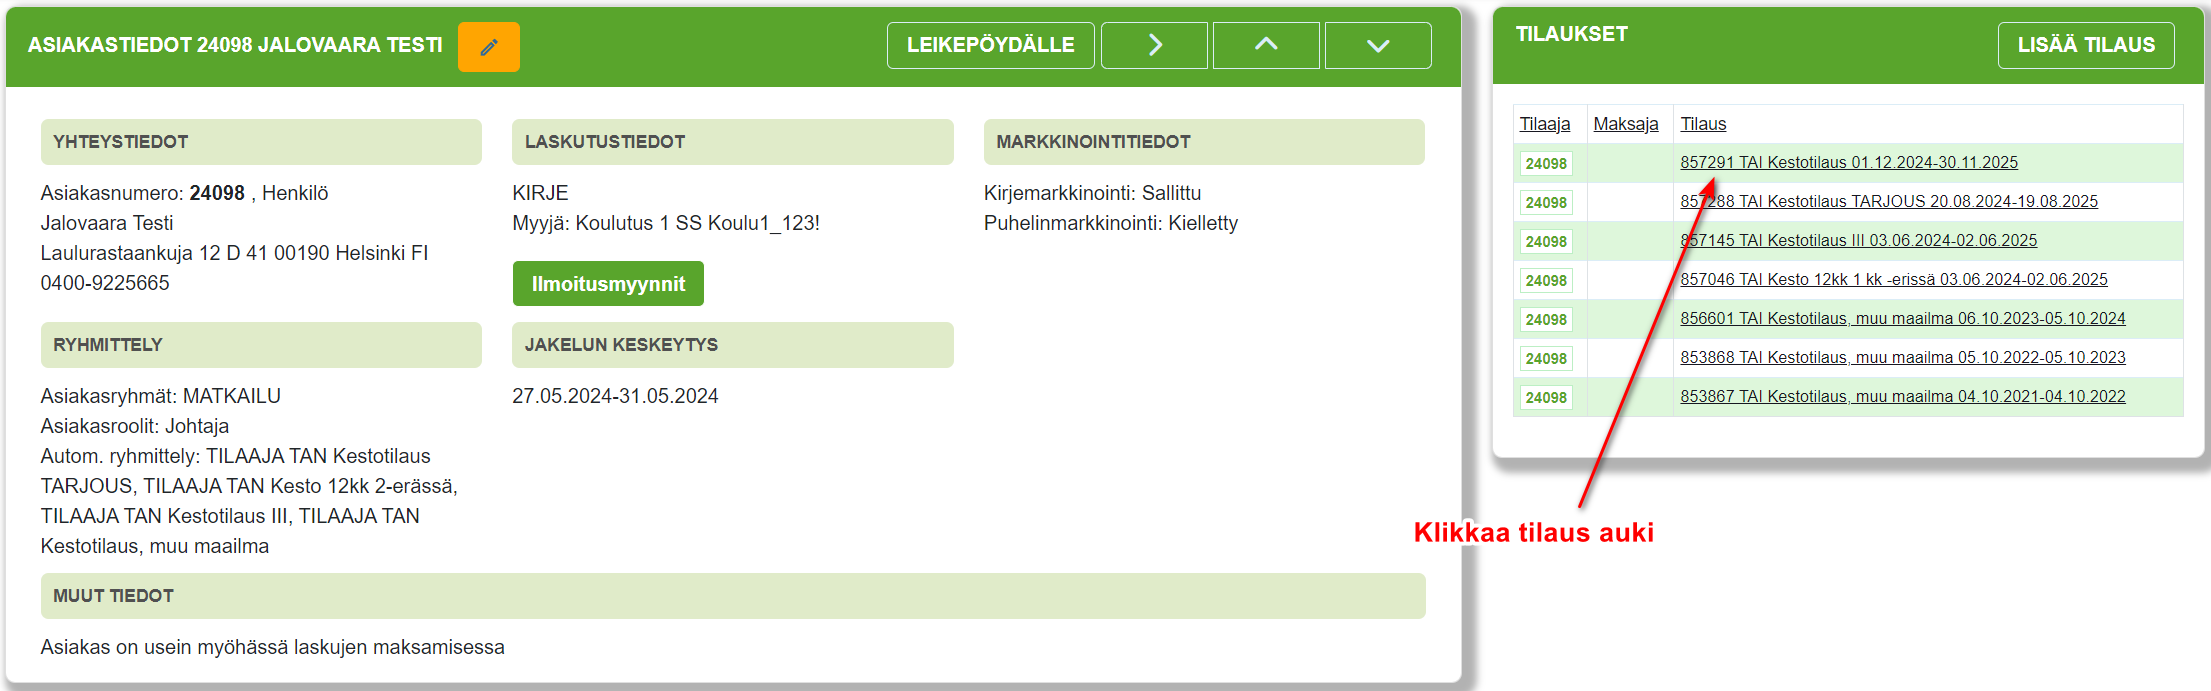 ASIAKASTIEDOT 24098 JALOVAARA TESTI
LEIKEPÖYDÄLLE
YHTEYSTIEDOT
Asiakasnumero: 24098 , Henkilö
Jalovaara Testi
Laulurastaankuja 12 D 41 00190 Helsinki FI
0400-9225665
LASKUTUSTIEDOT
KIRJE
Myyjä: Koulutus 1 SS Koulu1_123!
Ilmoitusmyynnit
MARKKINOINTITIEDOT
Kirjemarkkinointi: Sallittu
Puhelinmarkkinointi: Kielletty
RYHMITTELY
Asiakasryhmät: MATKAILU
Asiakasroolit: Johtaja
Autom. ryhmittely: TILAAJA TAN Kestotilaus
TARJOUS, TILAAJA TAN Kesto 12kk 2-erässä,
TILAAJA TAN Kestotilaus III, TILAAJA TAN
Kestotilaus, muu maailma
JAKELUN KESKEYTYS
27.05.2024-31.05.2024
MUUT TIEDOT
Asiakas on usein myöhässä laskujen maksamisessa
TILAUKSET
LISÄÄ TILAUS
Tilaaja Maksaja Tilaus
24098 857291 TAI Kestotilaus 01.12.2024-30.11.2025
24098 857288 TAI Kestotilaus TARJOUS 20.08.2024-19.08.2025
24098 857145 TAI Kestotilaus III 03.06.2024-02.06.2025
24098 857046 TAI Kesto 12kk 1 kk -erissä 03.06.2024-02.06.2025
24098 856601 TAI Kestotilaus, muu maailma 06.10.2023-05.10.2024
24098 853868 TAI Kestotilaus, muu maailma 05.10.2022-05.10.2023
24098 853867 TAI Kestotilaus, muu maailma 04.10.2021-04.10.2022
Klikkaa tilaus auki